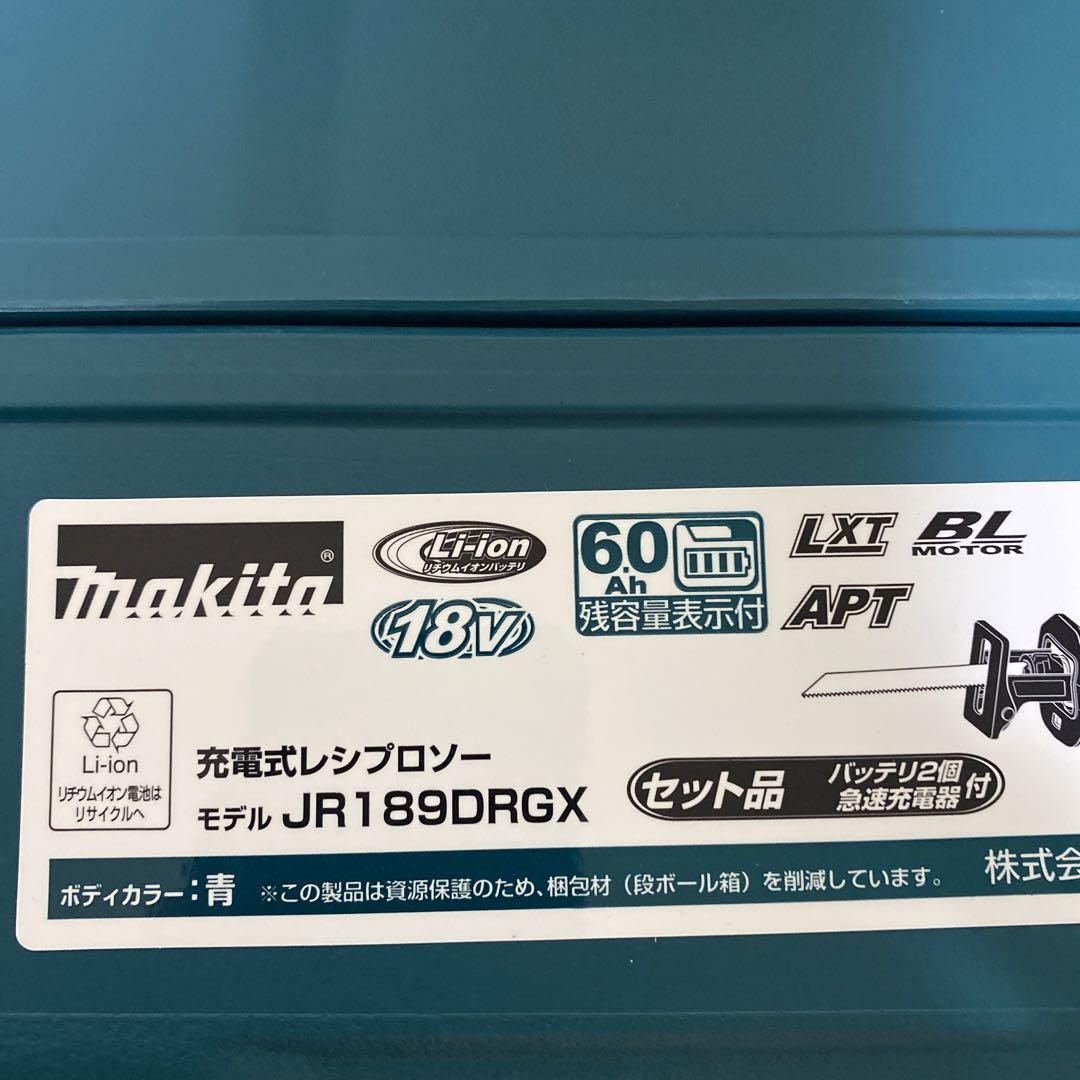 makita®
Li-ion
リチウムイオンバッテリ
18V
6.0
Ah
残容量表示付
LXT
BL
MOTOR
APT
Li-ion
リチウムイオン電池は
リサイクルへ
充電式レシプロソー
モデル JR189DRGX
セット品
バッテリ2個
急速充電器
付
ボディカラー:青
※この製品は資源保護のため、梱包材（段ボール箱）を削減しています。
株式会